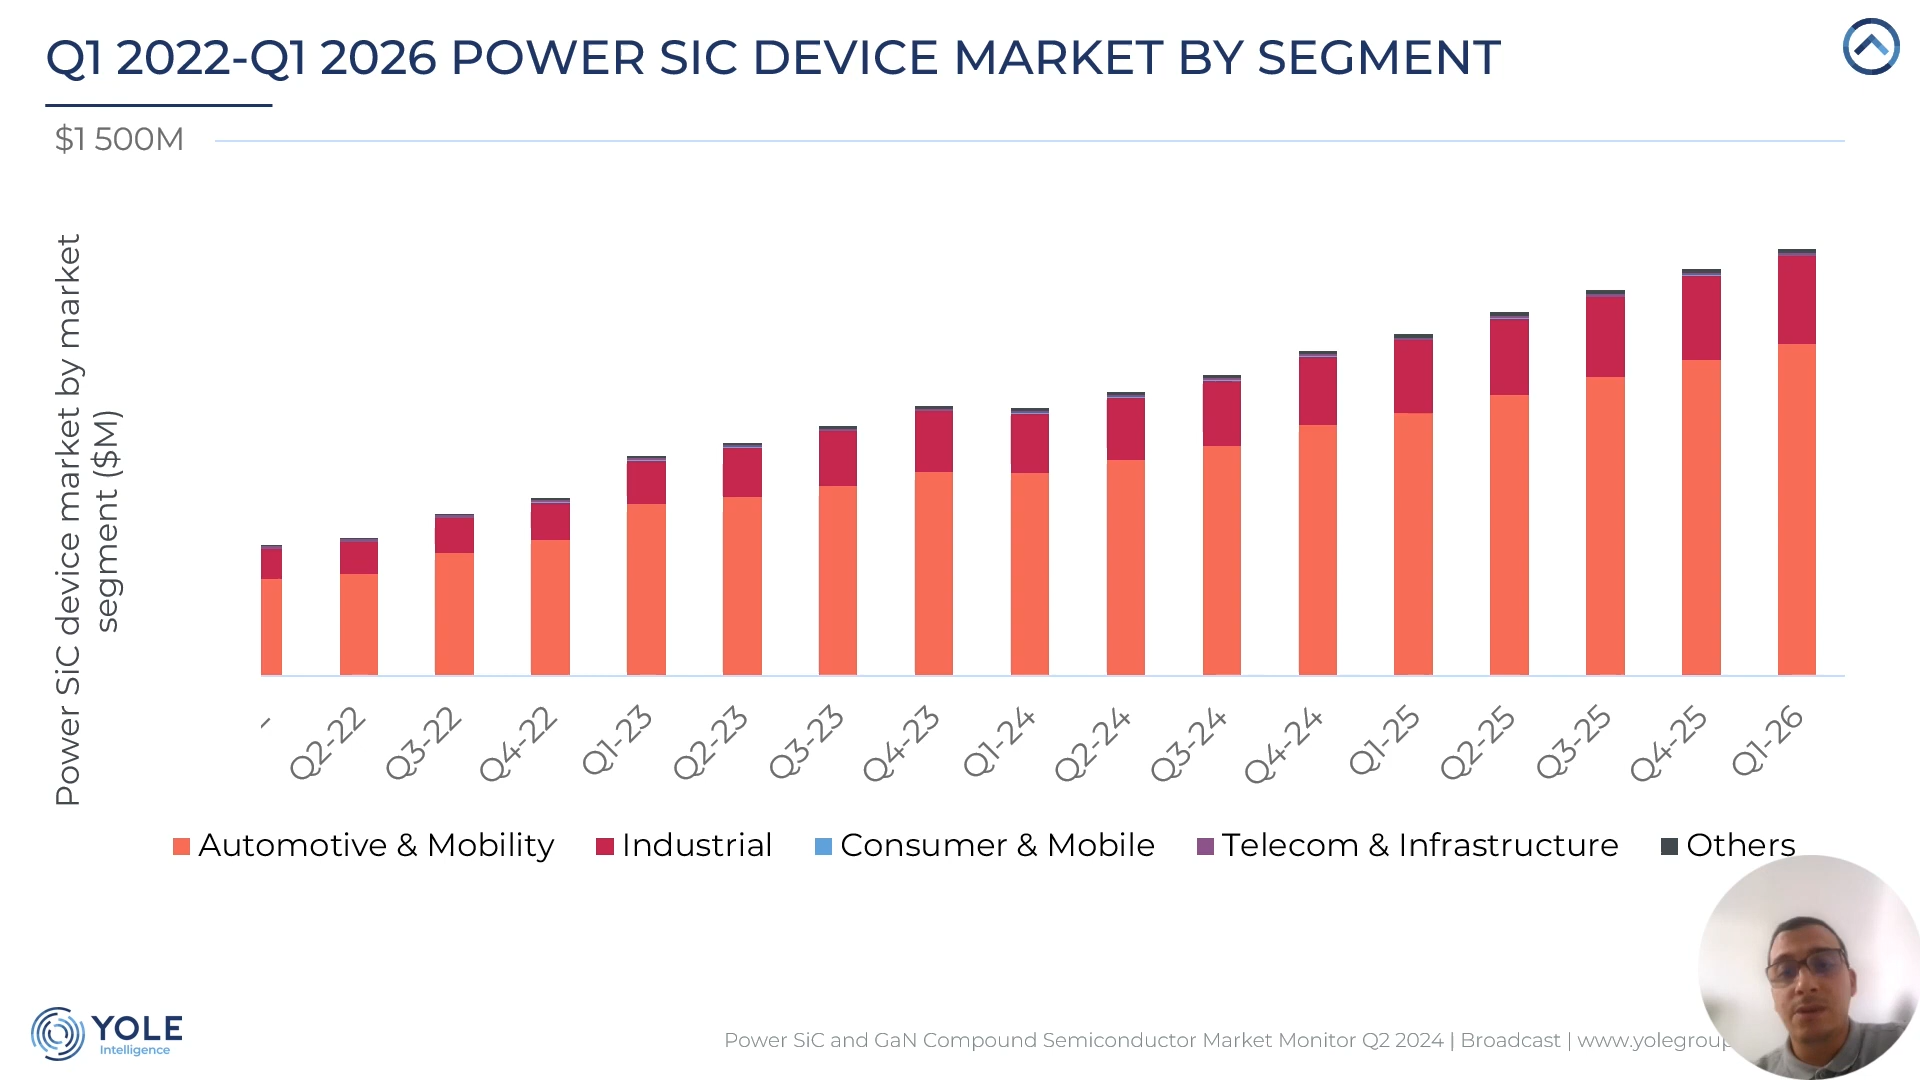 Q1 2022-Q1 2026 POWER SIC DEVICE MARKET BY SEGMENT
$1 500M
Power SiC device market by market
segment ($M)
Q2-22
Q3-22
Q4-22
Q1-23
Q2-23
Q3-23
Q4-23
Q1-24
Q2-24
Q3-24
Q4-24
Q1-25
Q2-25
Q3-25
Q4-25
Q1-26
Automotive & Mobility
Industrial
Consumer & Mobile
Telecom & Infrastructure
Others
YOLE
Intelligence
Power SiC and GaN Compound Semiconductor Market Monitor Q2 2024 | Broadcast | www.yolegroup